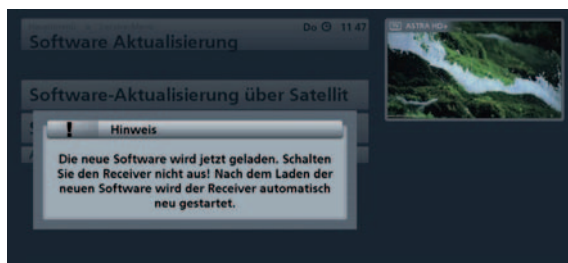 Do 11 47
Software Aktualisierung
ASTRA HD+
Software-Aktualisierung über Satellit
! Hinweis
Die neue Software wird jetzt geladen. Schalten
Sie den Receiver nicht aus! Nach dem Laden der
neuen Software wird der Receiver automatisch
neu gestartet.